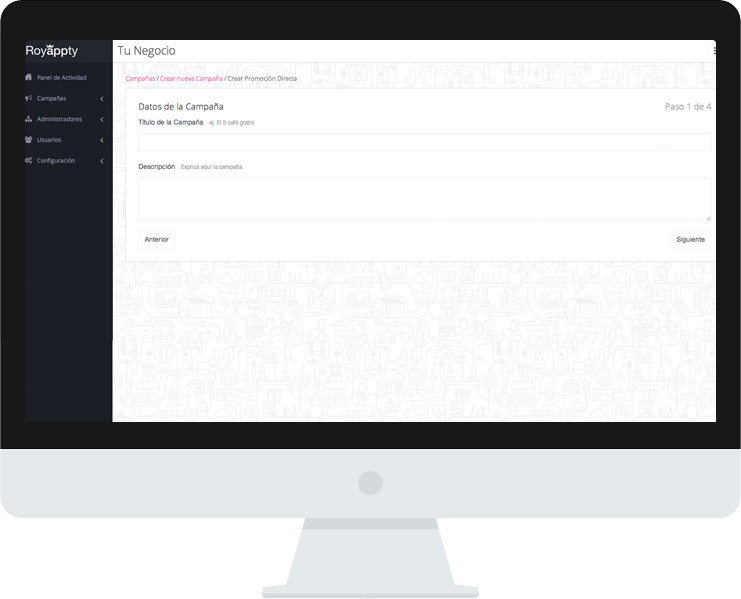 Royappty
Tu Negocio
Panel de Actividad
Campañas
Administradores
Usuarios
Configuración
Campañas / Crear nueva Campaña / Crear Promoción Directa
Datos de la Campaña
Paso 1 de 4
Título de la Campaña ej. El 5 café gratis
Descripción Explica aquí la campaña
Anterior
Siguiente